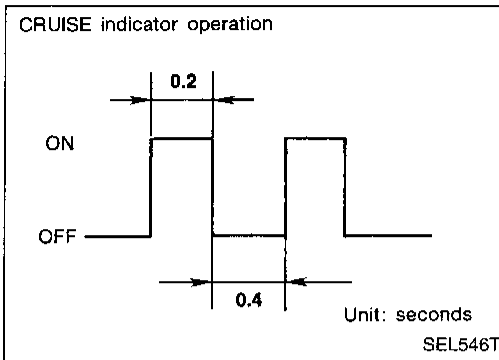 CRUISE indicator operation
0.2
ON
OFF
0.4
Unit: seconds
SEL546T